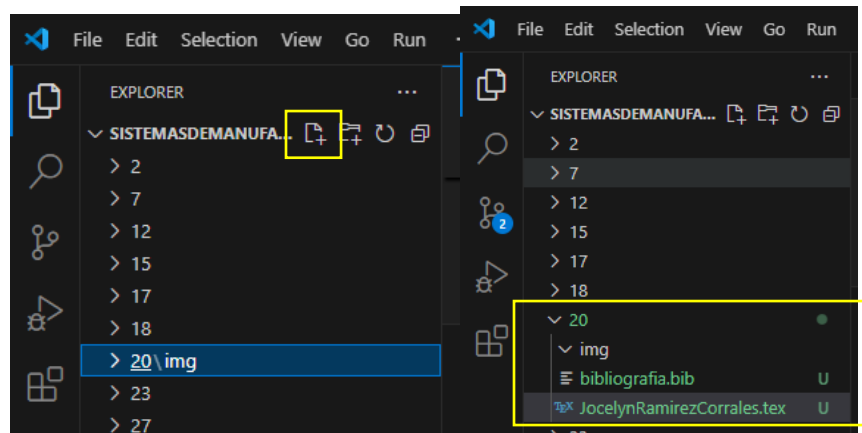 File Edit Selection View Go Run
EXPLORER
SISTEMASDEMANUFA...
2
7
12
15
17
18
20\img
23
27
File Edit Selection View Go Run
EXPLORER
SISTEMASDEMANUFA...
2
7
12
15
17
18
20
img
bibliografia.bib U
TEX JocelynRamirezCorrales.tex U
2